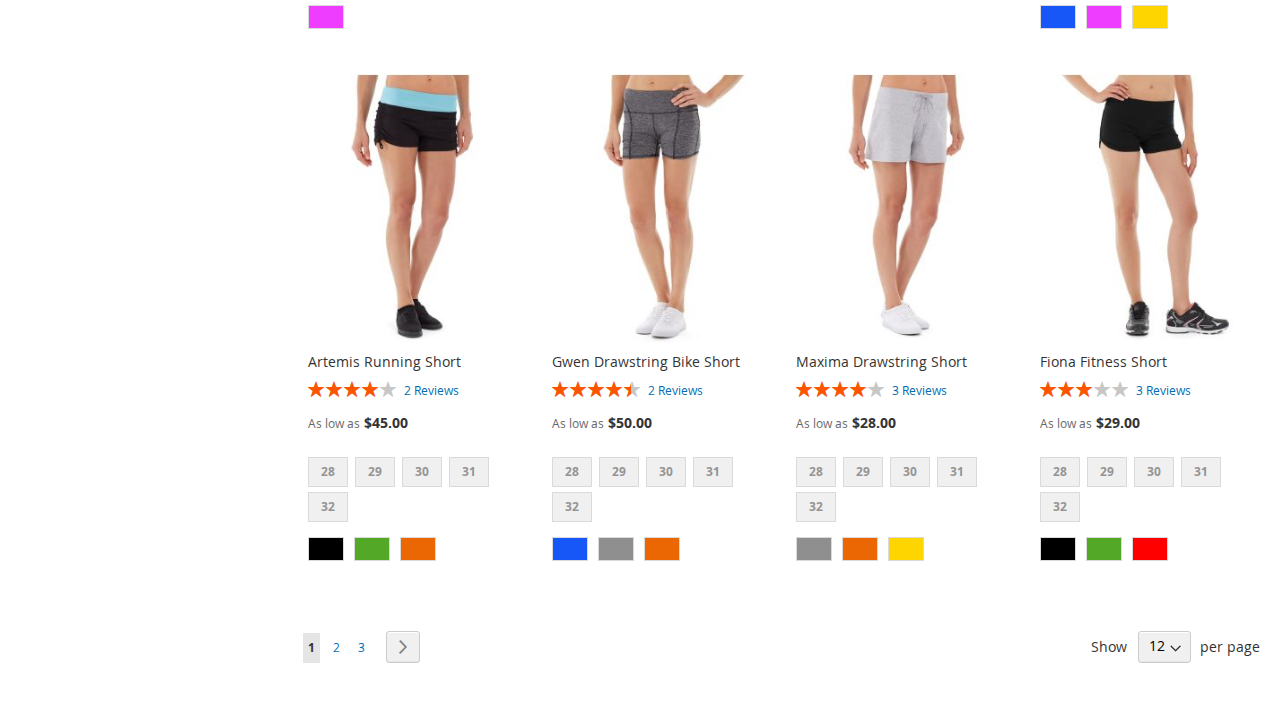 Artemis Running Short
2 Reviews
As low as $45.00
28 29 30 31
32
Gwen Drawstring Bike Short
2 Reviews
As low as $50.00
28 29 30 31
32
Maxima Drawstring Short
3 Reviews
As low as $28.00
28 29 30 31
32
Fiona Fitness Short
3 Reviews
As low as $29.00
28 29 30 31
32
1 2 3
Show 12 per page